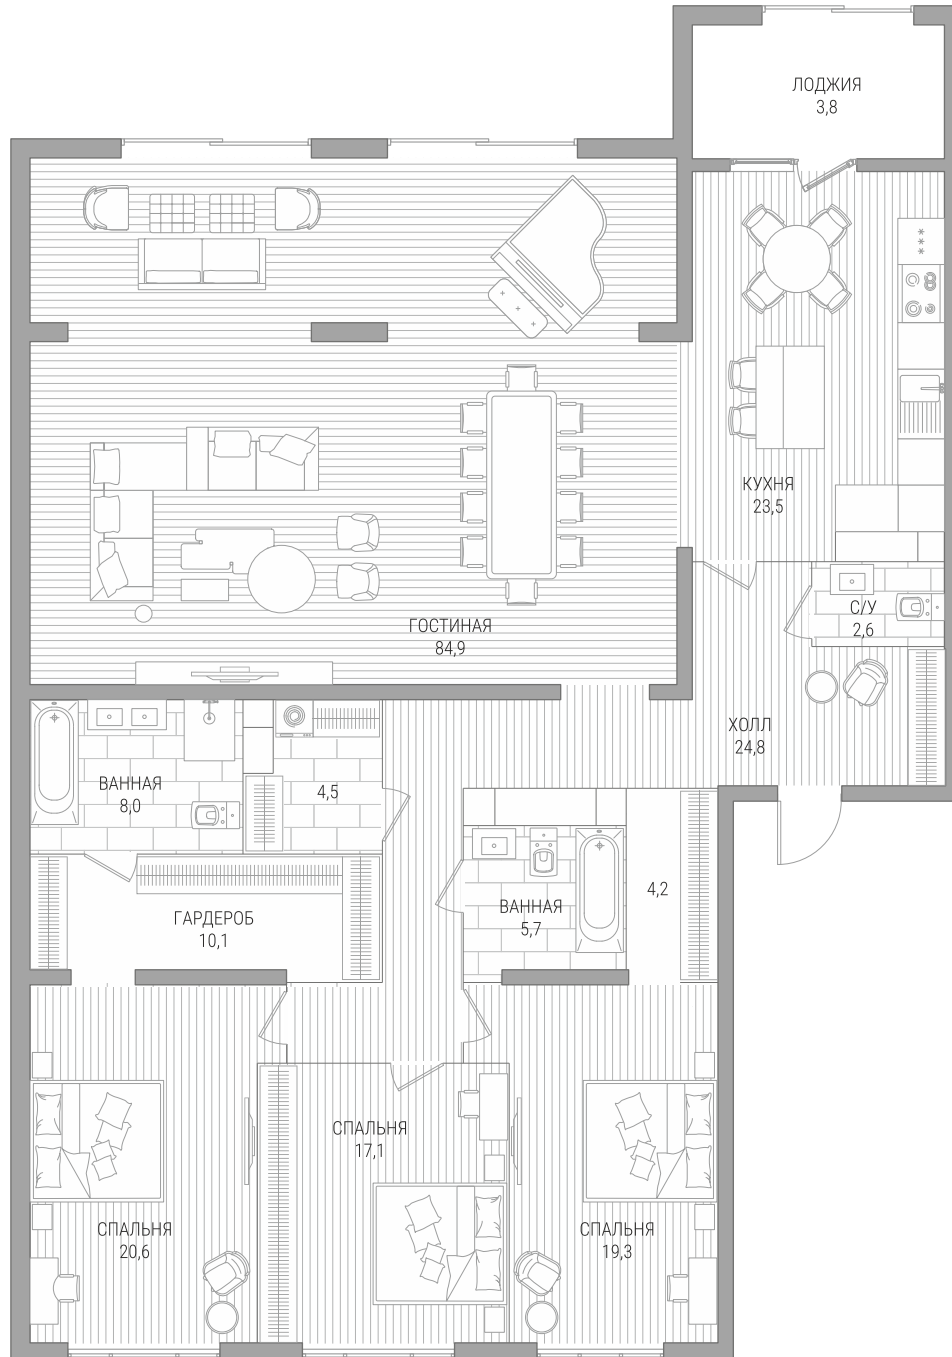 ЛОДЖИЯ
3,8
КУХНЯ
23,5
ГОСТИНАЯ
84,9
С/У
2,6
ХОЛЛ
24,8
ВАННАЯ
8,0
4,5
ГАРДЕРОБ
10,1
ВАННАЯ
5,7
4,2
СПАЛЬНЯ
17,1
СПАЛЬНЯ
20,6
СПАЛЬНЯ
19,3